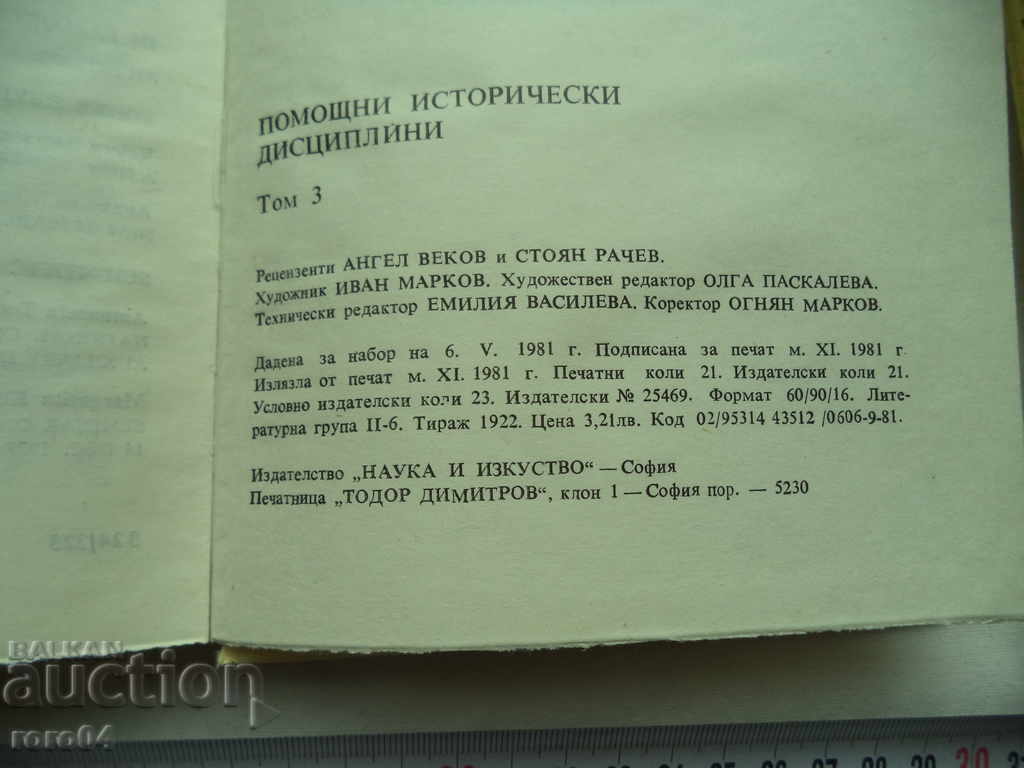 ПОМОЩНИ ИСТОРИЧЕСКИ
ДИСЦИПЛИНИ
Том 3
Рецензенти АНГЕЛ ВЕКОВ и СТОЯН РАЧЕВ.
Художник ИВАН МАРКОВ. Художествен редактор ОЛГА ПАСКАЛЕВА.
Технически редактор ЕМИЛИЯ ВАСИЛЕВА. Коректор ОГНЯН МАРКОВ.
Дадена за набор на 6. V. 1981 г. Подписана за печат м. XI. 1981 г.
Излязла от печат м. XI. 1981 г. Печатни коли 21. Издателски коли 21.
Условно издателски коли 23. Издателски № 25469. Формат 60/90/16. Лите-
ратурна група II-6. Тираж 1922. Цена 3,21лв. Код 02/95314 43512 /0606-9-81.
Издателство „НАУКА И ИЗКУСТВО“ — София
Печатница „ТОДОР ДИМИТРОВ“, клон 1 — София пор. — 5230
BALKAN
auction
roro04
30